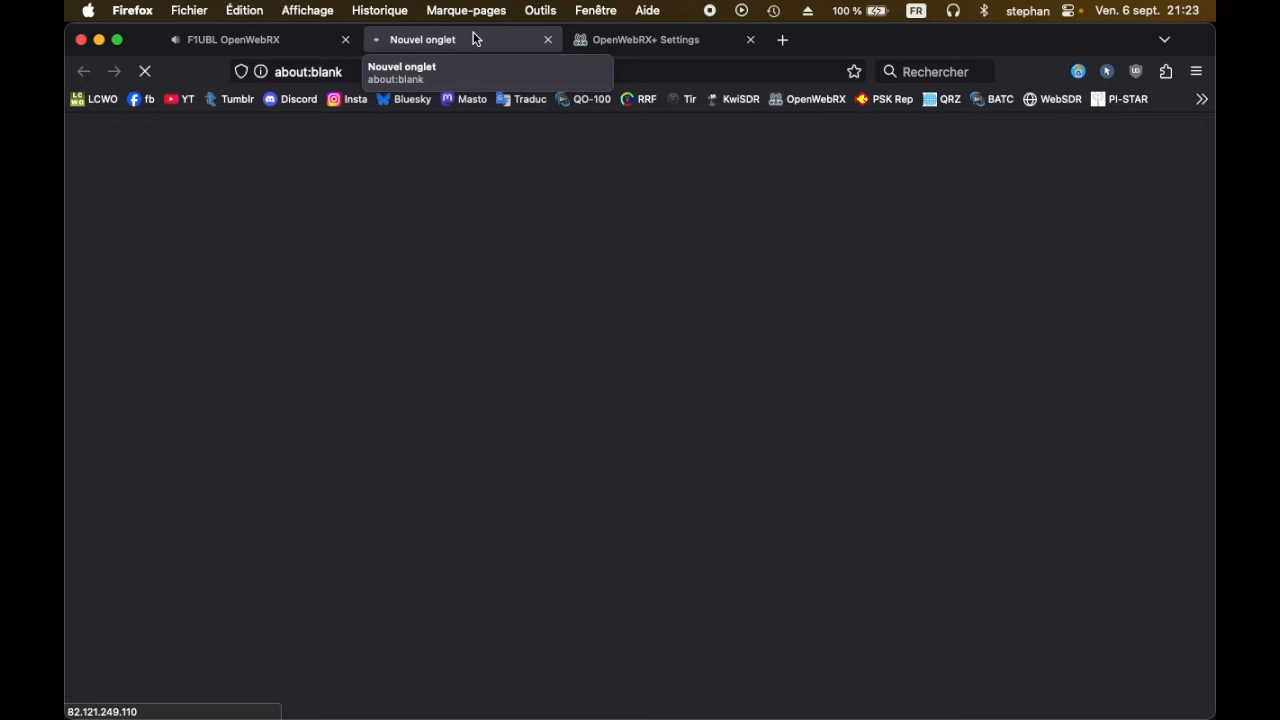 Firefox Fichier Édition Affichage Historique Marque-pages Outils Fenêtre Aide 100 % FR stephan Ven. 6 sept. 21:23
F1UBL OpenWebRX Nouvel onglet OpenWebRX+ Settings
about:blank Rechercher
Nouvel onglet
about:blank
LCWO fb YT Tumblr Discord Insta Bluesky Masto Traduc QO-100 RRF Tir KwiSDR OpenWebRX PSK Rep QRZ BATC WebSDR PI-STAR
82.121.249.110